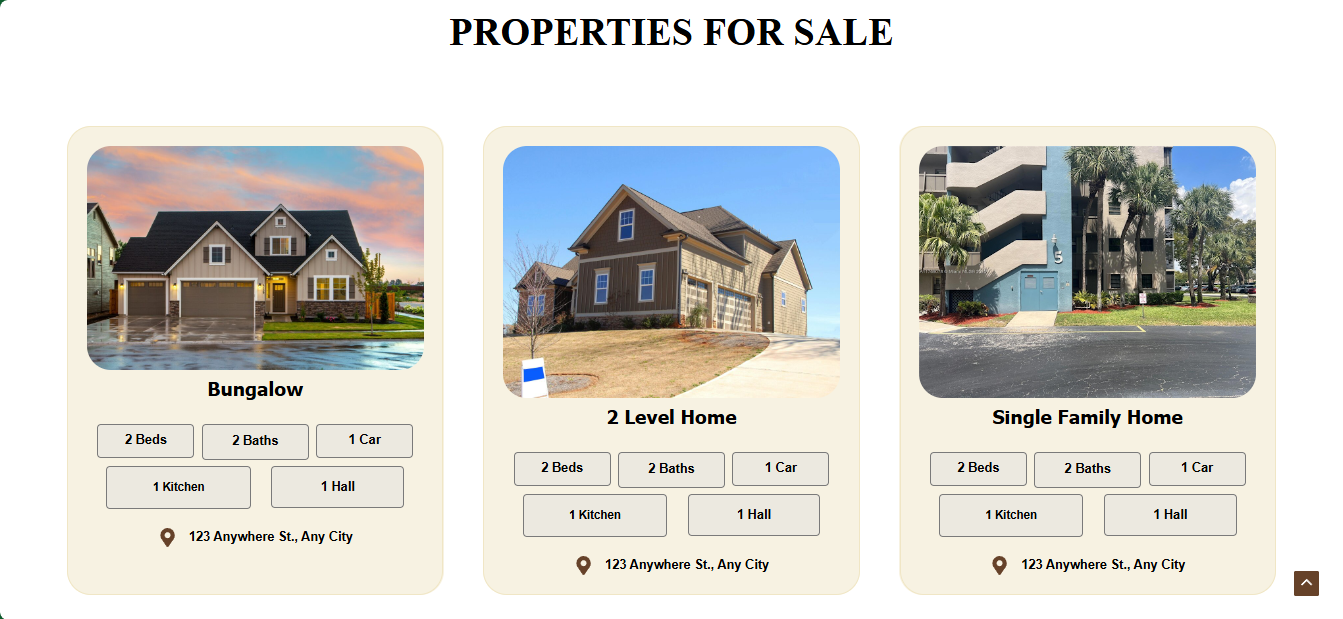 PROPERTIES FOR SALE
Bungalow
2 Beds
2 Baths
1 Car
1 Kitchen
1 Hall
123 Anywhere St., Any City
2 Level Home
2 Beds
2 Baths
1 Car
1 Kitchen
1 Hall
123 Anywhere St., Any City
5
Single Family Home
2 Beds
2 Baths
1 Car
1 Kitchen
1 Hall
123 Anywhere St., Any City